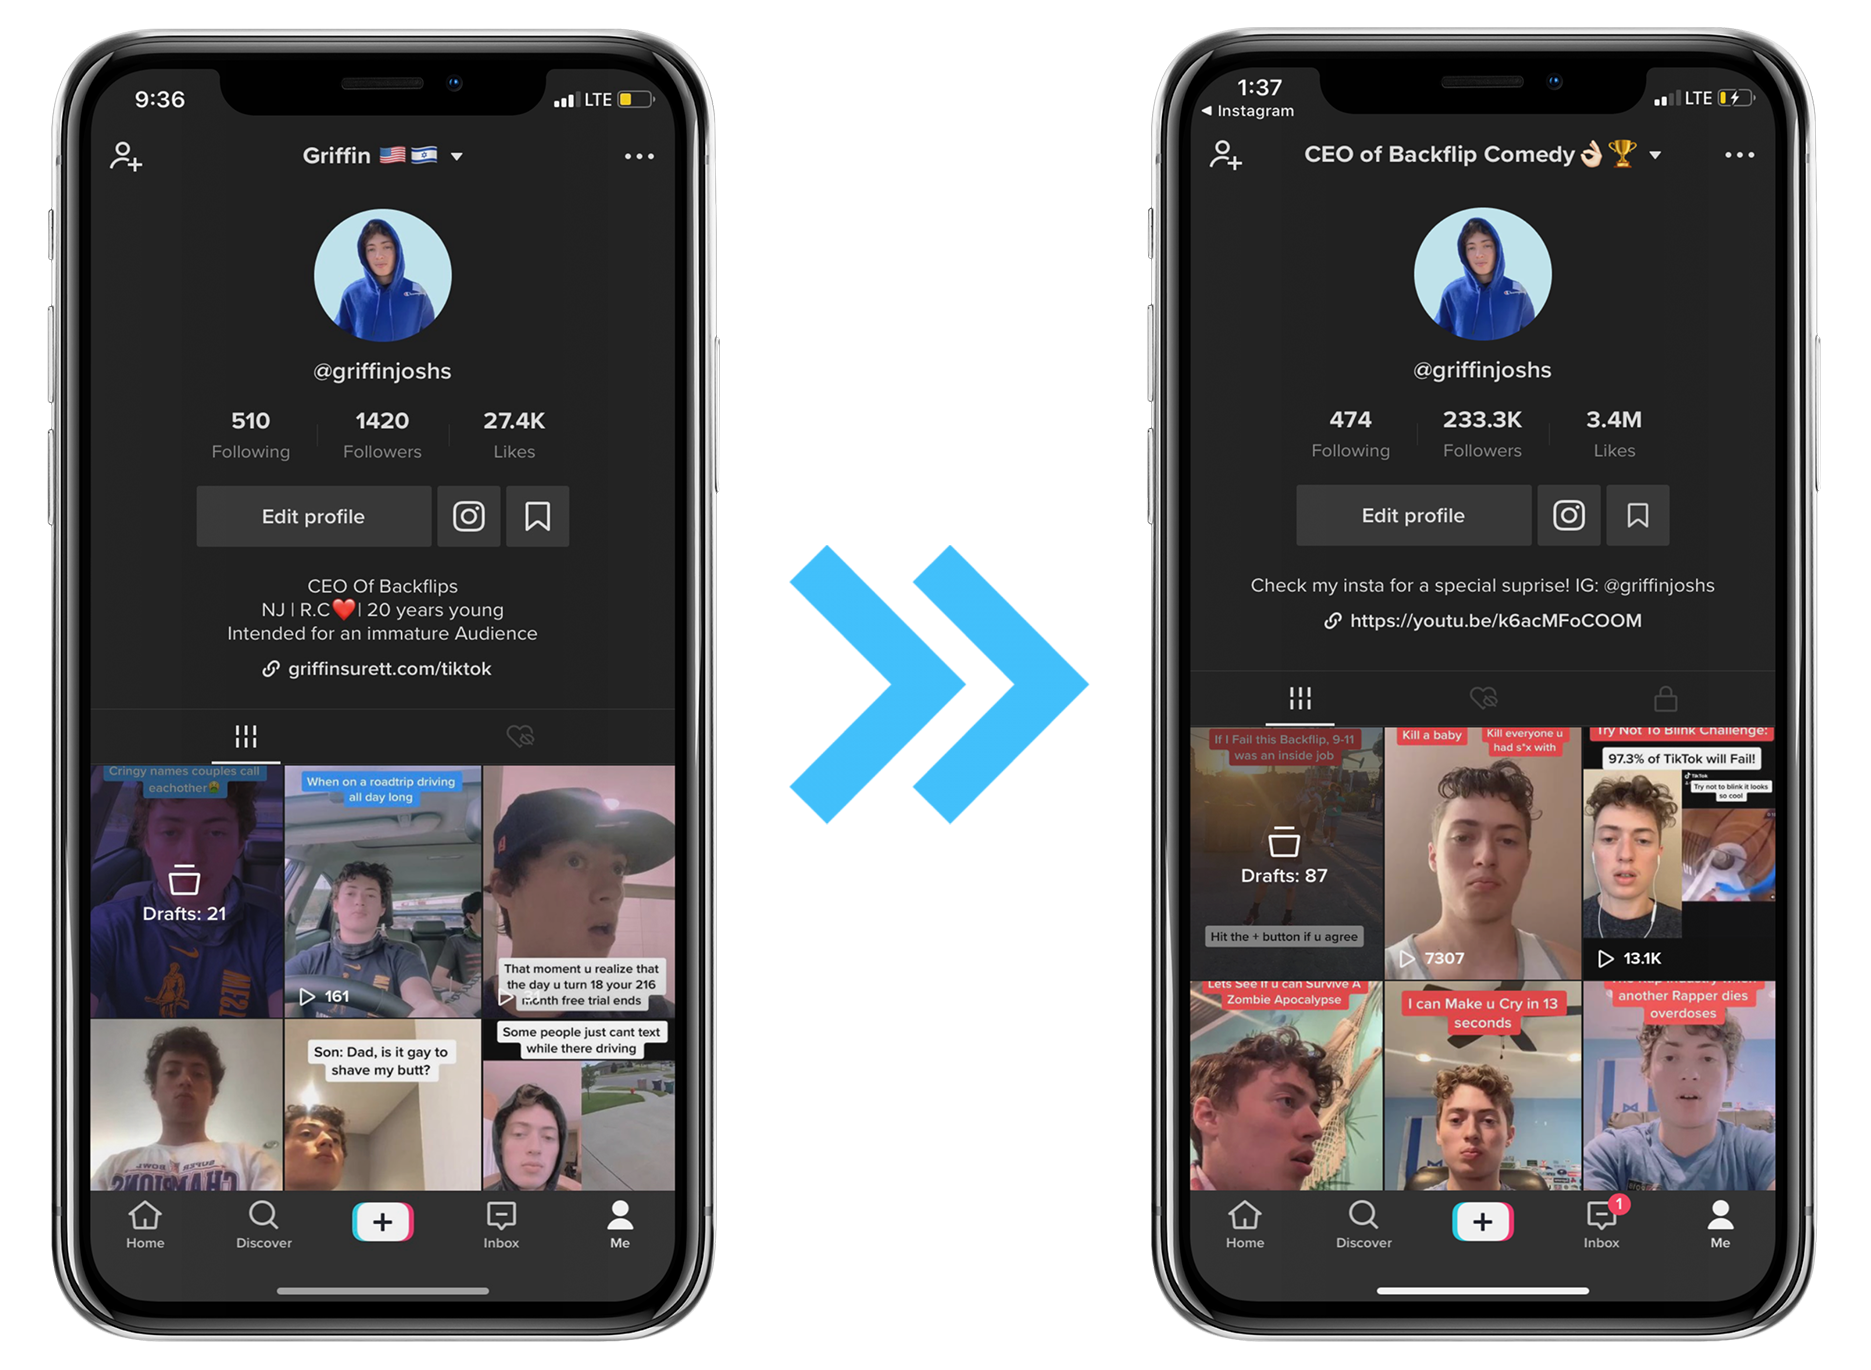 9:36
LTE
Griffin
@griffinjoshs
510
1420
27.4K
Following
Followers
Likes
Edit profile
CEO Of Backflips
NJ | R.C❤️| 20 years young
Intended for an immature Audience
griffinsurett.com/tiktok
Cringy names couples call
eachother
Drafts: 21
When on a roadtrip driving
all day long
161
That moment u realize that
the day u turn 18 your 216
month free trial ends
SUPER BOWL
CHAMPIONS
Son: Dad, is it gay to
shave my butt?
Some people just cant text
while there driving
Home
Discover
Inbox
Me
1:37
Instagram
LTE
CEO of Backflip Comedy👌🏻🏆
@griffinjoshs
474
233.3K
3.4M
Following
Followers
Likes
Edit profile
Check my insta for a special suprise! IG: @griffinjoshs
https://youtu.be/k6acMFoCOOM
If I Fail this Backflip, 9-11
was an inside job
Drafts: 87
Hit the + button if u agree
Kill a baby
Kill everyone u
had s*x with
7307
Try Not To Blink Challenge:
97.3% of TikTok will Fail!
TikTok
Try not to blink it looks
so cool
13.1K
Lets See If u can Survive A
Zombie Apocalypse
I can Make u Cry in 13
seconds
another Rapper dies
overdoses
Home
Discover
Inbox
1
Me